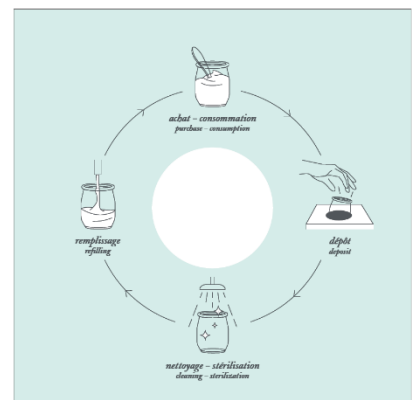 achat – consommation
purchase – consumption
remplissage
refilling
dépôt
deposit
nettoyage – stérilisation
cleaning – sterilization